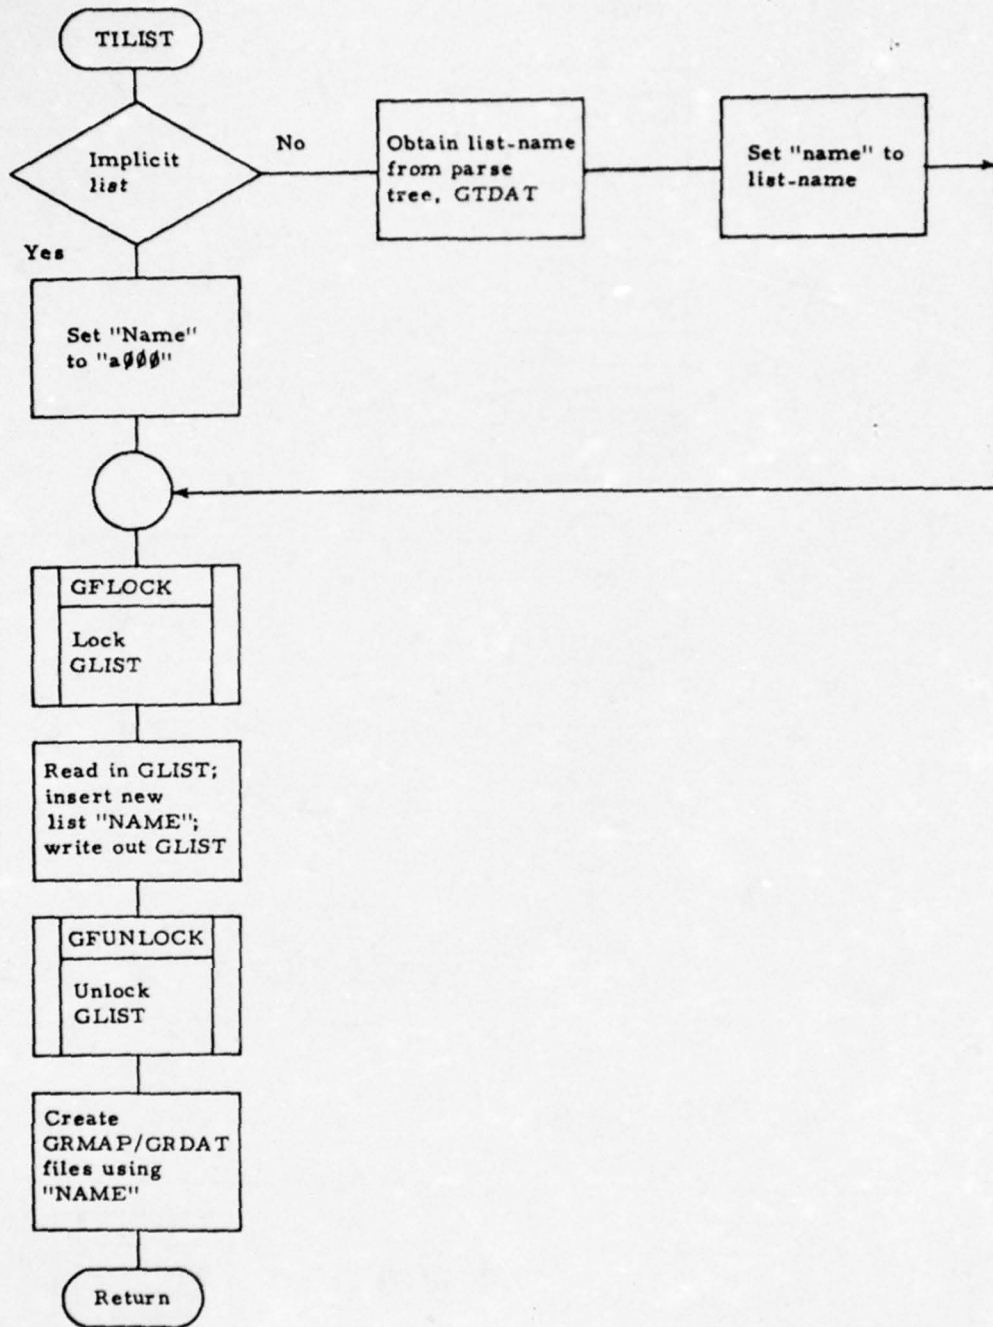 TILIST
Implicit
list
No
Obtain list-name
from parse
tree, GTDAT
Set "name" to
list-name
Yes
Set "Name"
to "a∅∅∅"
GFLOCK
Lock
GLIST
Read in GLIST;
insert new
list "NAME";
write out GLIST
GFUNLOCK
Unlock
GLIST
Create
GRMAP/GRDAT
files using
"NAME"
Return